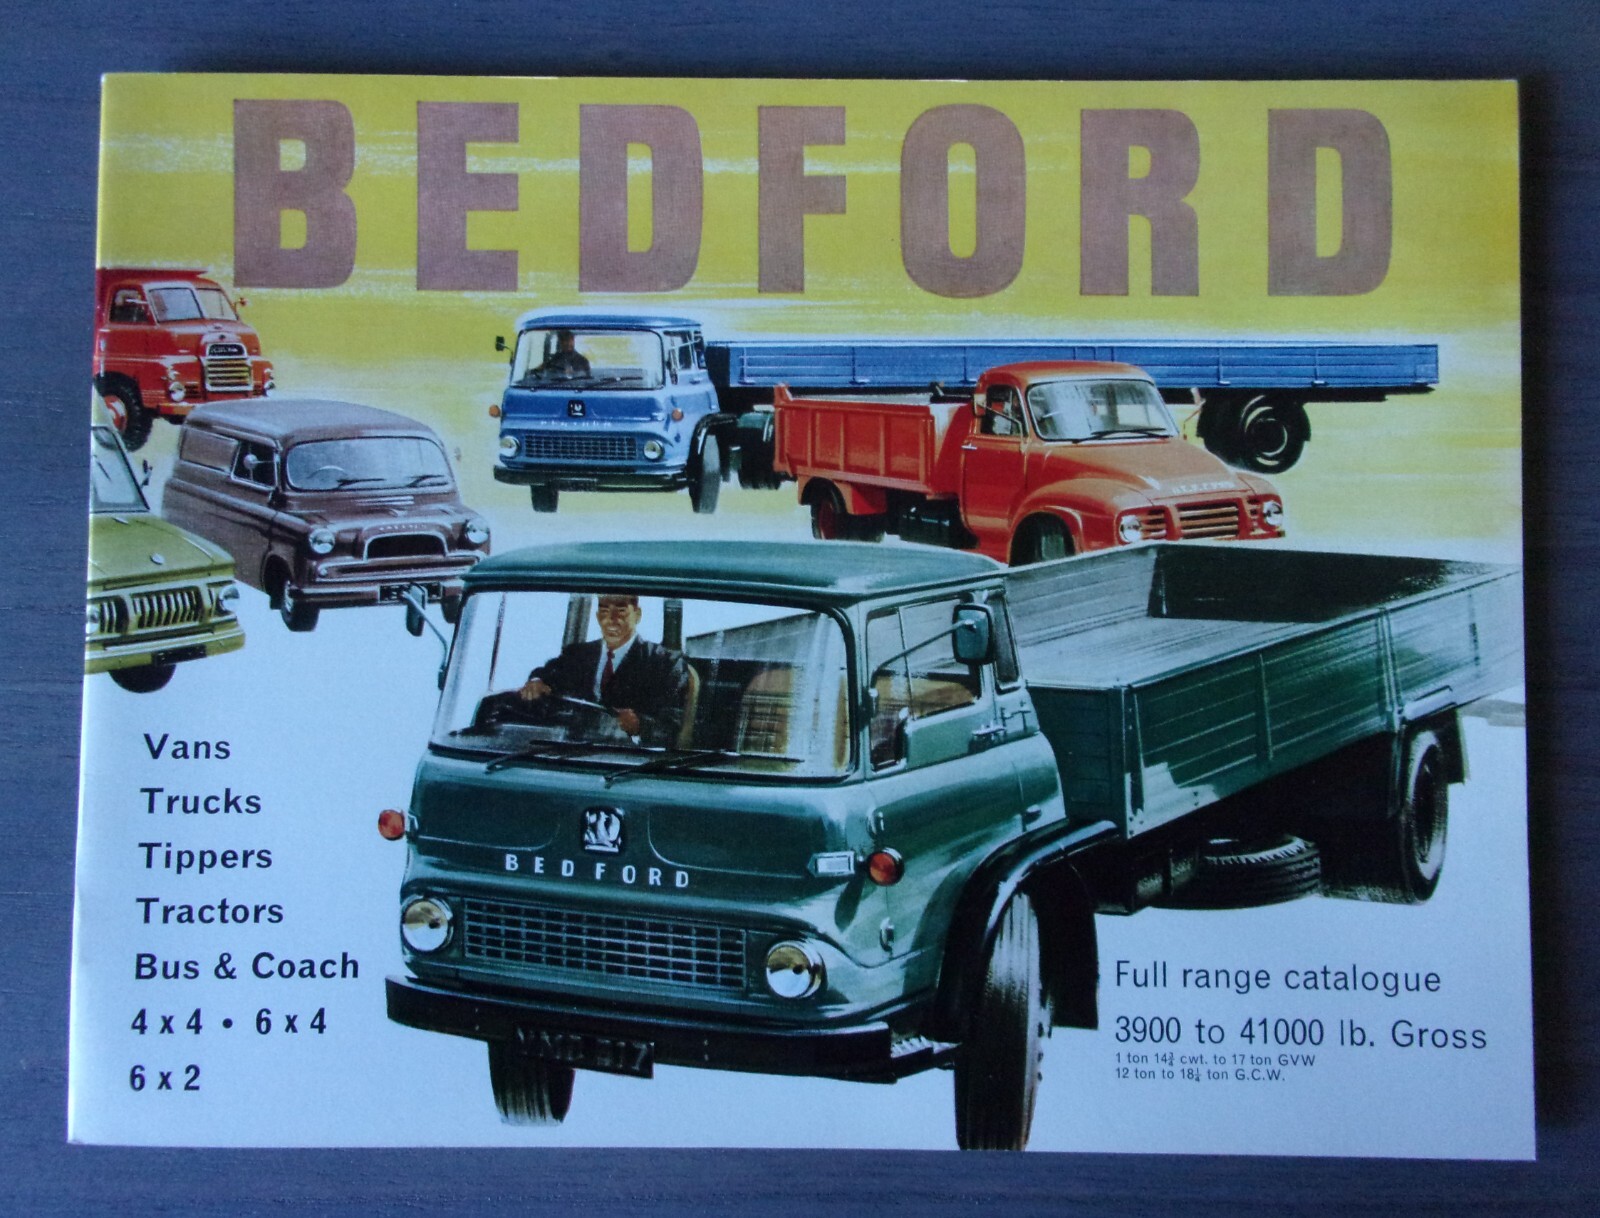 BEDFORD
Vans
Trucks
Tippers
Tractors
Bus & Coach
4 x 4 • 6 x 4
6 x 2
BEDFORD
Full range catalogue
3900 to 41000 lb. Gross
1 ton 14¾ cwt. to 17 ton GVW
12 ton to 18¼ ton G.C.W.